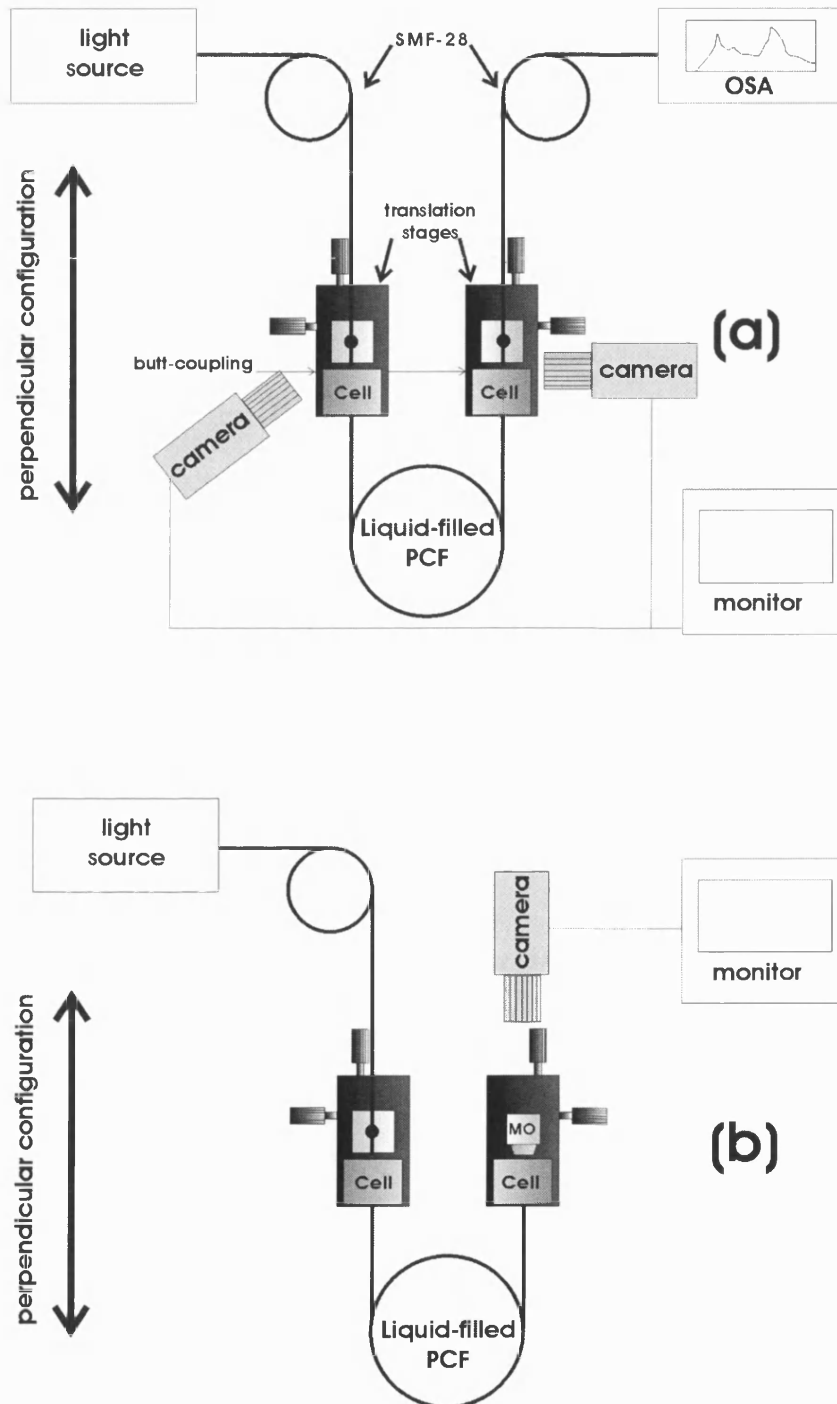 light
source
SMF-28
OSA
perpendicular configuration
translation
stages
(a)
butt-coupling
Cell
Cell
camera
camera
Liquid-filled
PCF
monitor
light
source
camera
monitor
perpendicular configuration
MO
(b)
Cell
Cell
Liquid-filled
PCF